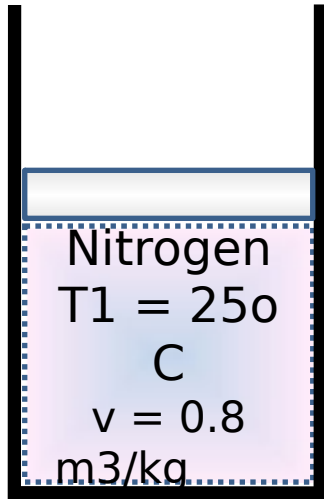 Nitrogen
T1 = 25o
C
v = 0.8
m3/kg